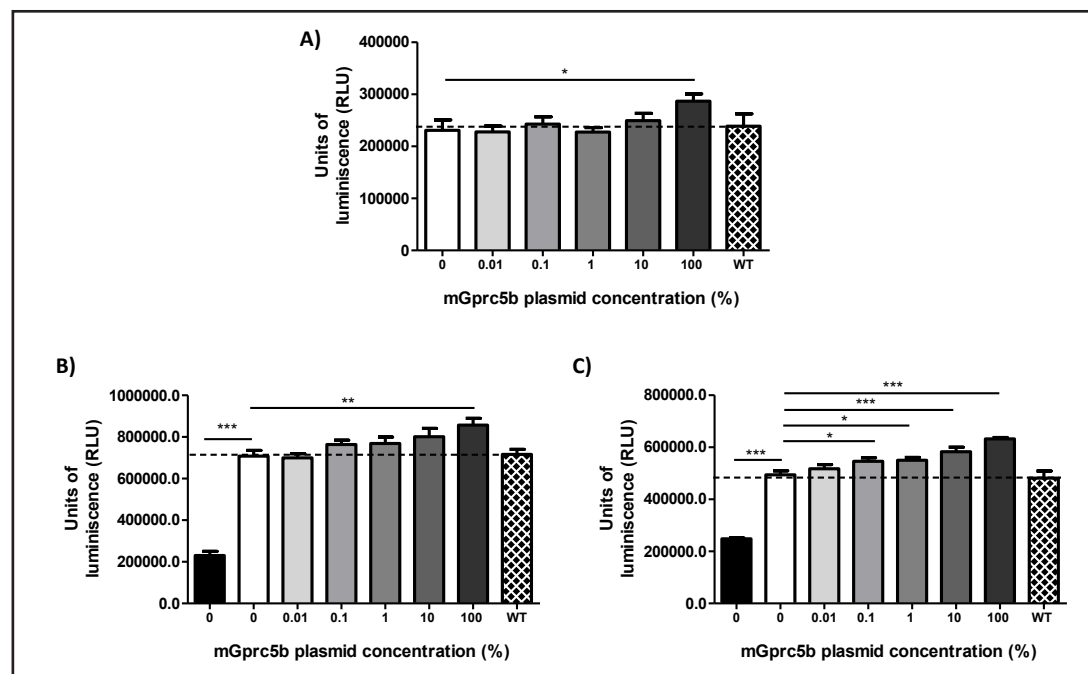 A)
Units of
luminiscence (RLU)
400000
300000
200000
100000
0
*
0 0.01 0.1 1 10 100 WT
mGprc5b plasmid concentration (%)
B)
Units of
luminiscence (RLU)
1000000.0
800000.0
600000.0
400000.0
200000.0
0.0
**
***
0 0 0.01 0.1 1 10 100 WT
mGprc5b plasmid concentration (%)
C)
Units of
luminiscence (RLU)
800000.0
600000.0
400000.0
200000.0
0.0
***
***
*
*
***
0 0 0.01 0.1 1 10 100 WT
mGprc5b plasmid concentration (%)